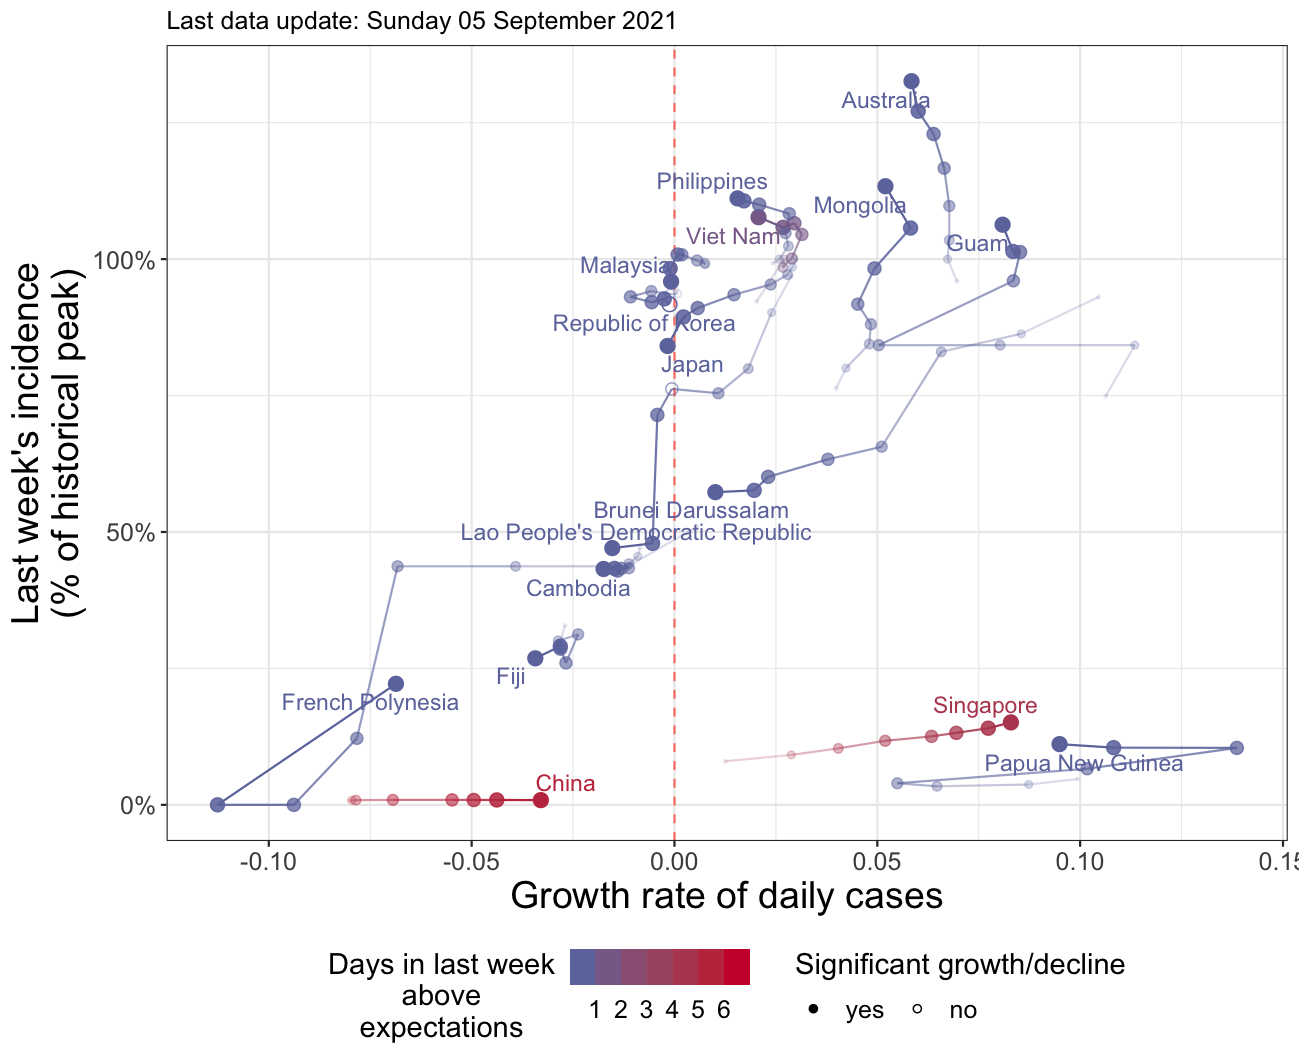 Last data update: Sunday 05 September 2021
Last week's incidence
(% of historical peak)
100%
50%
0%
Australia
Philippines
Mongolia
Viet Nam
Guam
Malaysia
Republic of Korea
Japan
Brunei Darussalam
Lao People's Democratic Republic
Cambodia
Fiji
French Polynesia
Singapore
Papua New Guinea
China
-0.10
-0.05
0.00
0.05
0.10
0.15
Growth rate of daily cases
Days in last week
above
expectations
1 2 3 4 5 6
Significant growth/decline
yes no